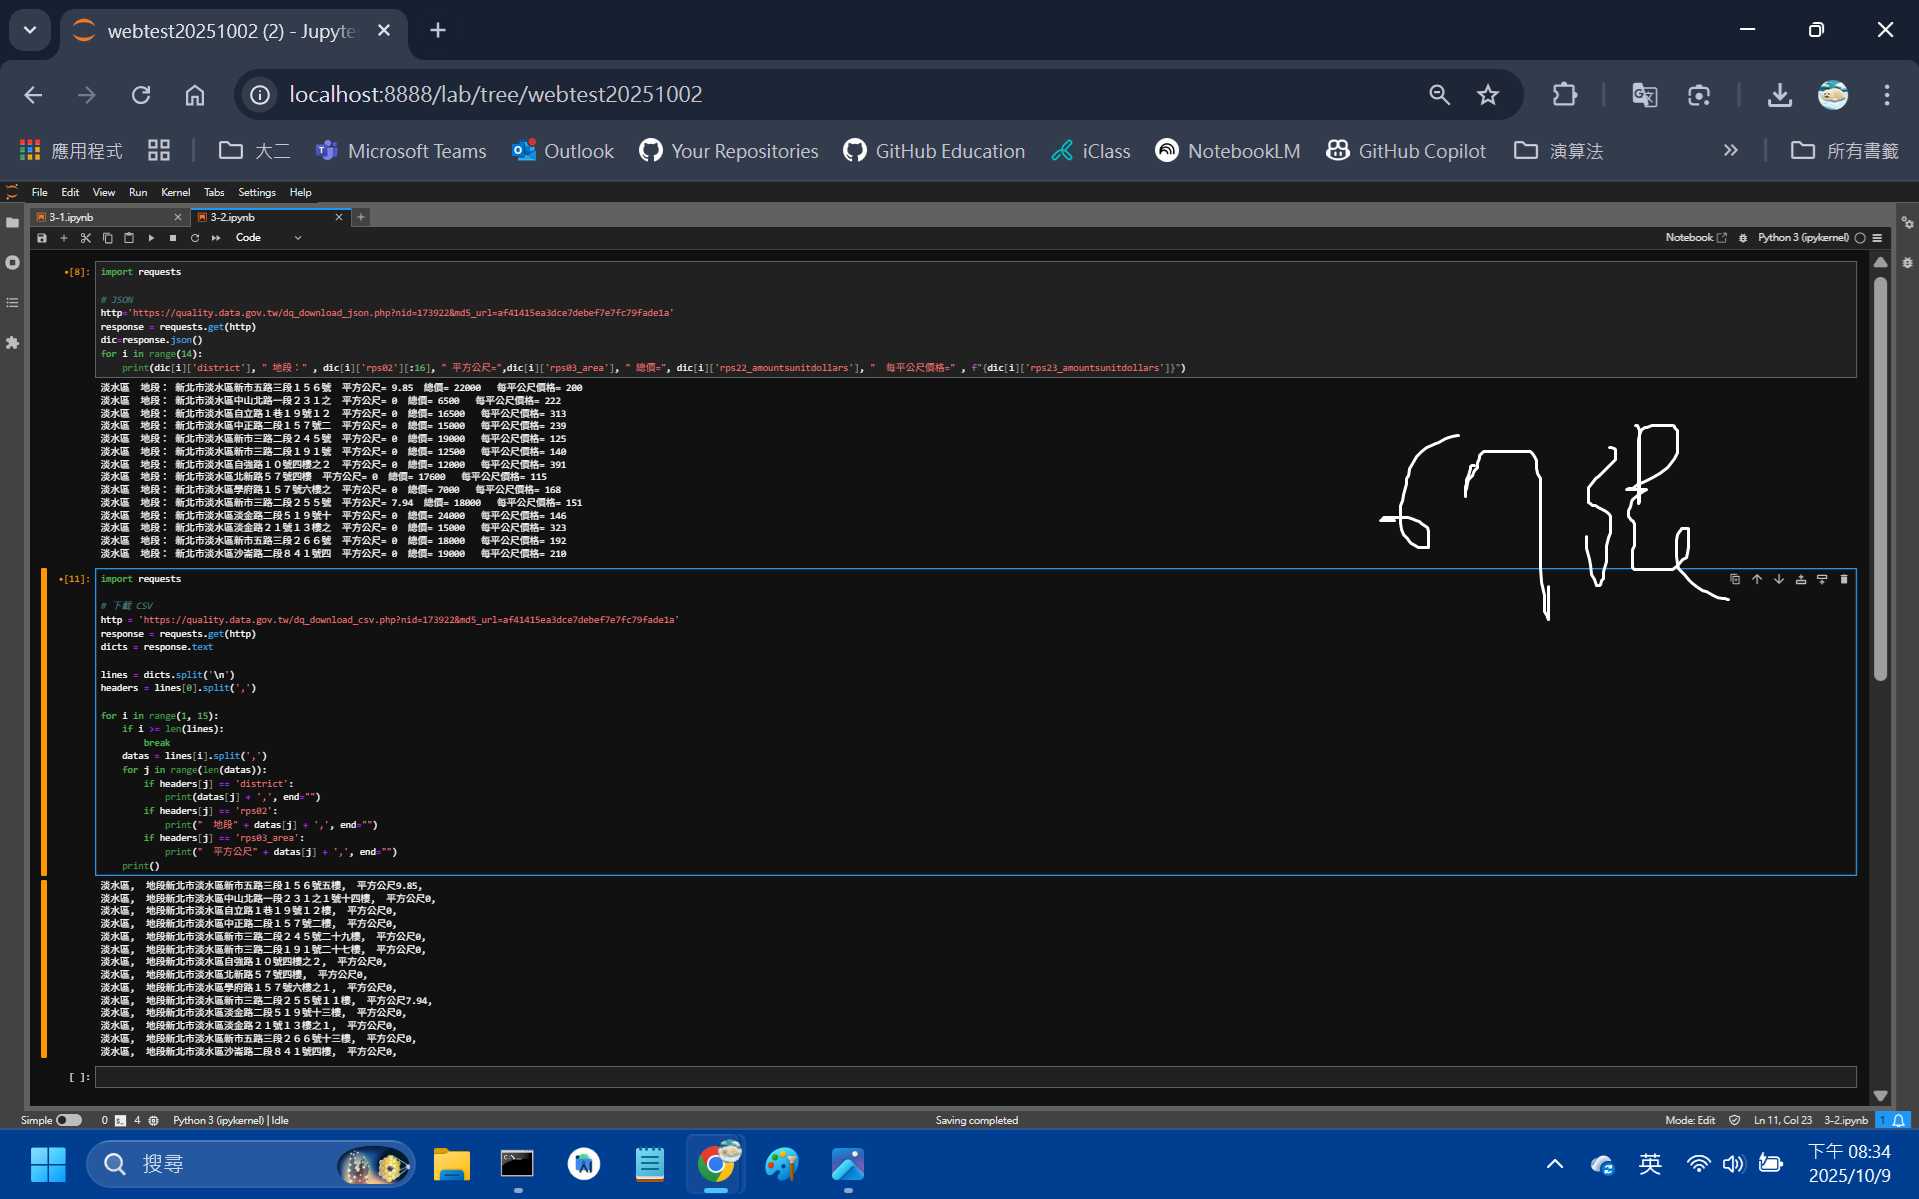 webtest20251002 (2) - Jupyte
localhost:8888/lab/tree/webtest20251002
應用程式 大二 Microsoft Teams Outlook Your Repositories GitHub Education iClass NotebookLM GitHub Copilot 演算法 » 所有書籤
File Edit View Run Kernel Tabs Settings Help
3-1.ipynb 3-2.ipynb
Code Notebook Python 3 (ipykernel)
[8]: import requests
# JSON
http='https://quality.data.gov.tw/dq_download_json.php?nid=173922&md5_url=af41415ea3dce7debef7e7fc79fade1a'
response = requests.get(http)
dic=response.json()
for i in range(14):
    print(dic[i]['district'], " 地段：" , dic[i]['rps02'][:16], " 平方公尺=",dic[i]['rps03_area'], " 總價=", dic[i]['rps22_amountsunitdollars'], "  每平公尺價格=" , f"{dic[i]['rps23_amountsunitdollars']}")
淡水區  地段： 新北市淡水區新市五路三段１５６號  平方公尺= 9.85  總價= 22000   每平公尺價格= 200
淡水區  地段： 新北市淡水區中山北路一段２３１之  平方公尺= 0  總價= 6500   每平公尺價格= 222
淡水區  地段： 新北市淡水區自立路１巷１９號１２  平方公尺= 0  總價= 16500   每平公尺價格= 313
淡水區  地段： 新北市淡水區中正路二段１５７號二  平方公尺= 0  總價= 15000   每平公尺價格= 239
淡水區  地段： 新北市淡水區新市三路二段２４５號  平方公尺= 0  總價= 19000   每平公尺價格= 125
淡水區  地段： 新北市淡水區新市三路二段１９１號  平方公尺= 0  總價= 12500   每平公尺價格= 140
淡水區  地段： 新北市淡水區自強路１０號四樓之２  平方公尺= 0  總價= 12000   每平公尺價格= 391
淡水區  地段： 新北市淡水區北新路５７號四樓  平方公尺= 0  總價= 17600   每平公尺價格= 115
淡水區  地段： 新北市淡水區學府路１５７號六樓之  平方公尺= 0  總價= 7000   每平公尺價格= 168
淡水區  地段： 新北市淡水區新市三路二段２５５號  平方公尺= 7.94  總價= 18000   每平公尺價格= 151
淡水區  地段： 新北市淡水區淡金路二段５１９號十  平方公尺= 0  總價= 24000   每平公尺價格= 146
淡水區  地段： 新北市淡水區淡金路２１號１３樓之  平方公尺= 0  總價= 15000   每平公尺價格= 323
淡水區  地段： 新北市淡水區新市五路三段２６６號  平方公尺= 0  總價= 18000   每平公尺價格= 192
淡水區  地段： 新北市淡水區沙崙路二段８４１號四  平方公尺= 0  總價= 19000   每平公尺價格= 210
[11]: import requests
# 下載 CSV
http = 'https://quality.data.gov.tw/dq_download_csv.php?nid=173922&md5_url=af41415ea3dce7debef7e7fc79fade1a'
response = requests.get(http)
dicts = response.text
lines = dicts.split('\n')
headers = lines[0].split(',')
for i in range(1, 15):
    if i >= len(lines):
        break
    datas = lines[i].split(',')
    for j in range(len(datas)):
        if headers[j] == 'district':
            print(datas[j] + ',', end="")
        if headers[j] == 'rps02':
            print("  地段" + datas[j] + ',', end="")
        if headers[j] == 'rps03_area':
            print("  平方公尺" + datas[j] + ',', end="")
    print()
淡水區,  地段新北市淡水區新市五路三段１５６號五樓,  平方公尺9.85,
淡水區,  地段新北市淡水區中山北路一段２３１之１號十四樓,  平方公尺0,
淡水區,  地段新北市淡水區自立路１巷１９號１２樓,  平方公尺0,
淡水區,  地段新北市淡水區中正路二段１５７號二樓,  平方公尺0,
淡水區,  地段新北市淡水區新市三路二段２４５號二十九樓,  平方公尺0,
淡水區,  地段新北市淡水區新市三路二段１９１號二十七樓,  平方公尺0,
淡水區,  地段新北市淡水區自強路１０號四樓之２,  平方公尺0,
淡水區,  地段新北市淡水區北新路５７號四樓,  平方公尺0,
淡水區,  地段新北市淡水區學府路１５７號六樓之１,  平方公尺0,
淡水區,  地段新北市淡水區新市三路二段２５５號１１樓,  平方公尺7.94,
淡水區,  地段新北市淡水區淡金路二段５１９號十三樓,  平方公尺0,
淡水區,  地段新北市淡水區淡金路２１號１３樓之１,  平方公尺0,
淡水區,  地段新北市淡水區新市五路三段２６６號十三樓,  平方公尺0,
淡水區,  地段新北市淡水區沙崙路二段８４１號四樓,  平方公尺0,
[ ]:
Simple 0 4 Python 3 (ipykernel) | Idle Saving completed Mode: Edit Ln 11, Col 23 3-2.ipynb 1
搜尋 英 下午 08:34
2025/10/9